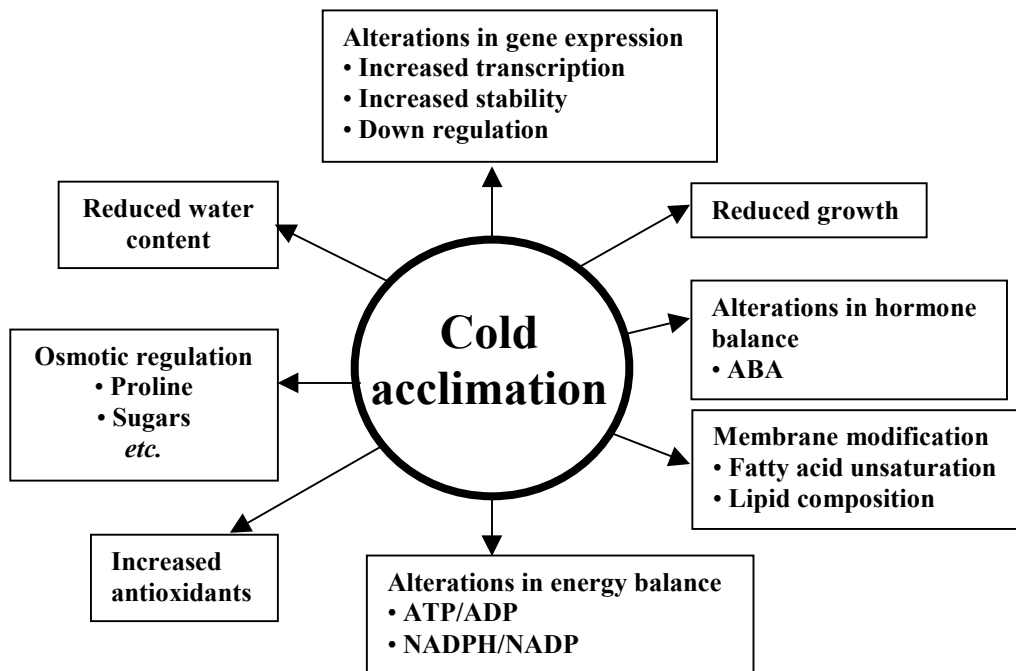 Alterations in gene expression
• Increased transcription
• Increased stability
• Down regulation
Reduced water
content
Reduced growth
Cold
acclimation
Alterations in hormone
balance
• ABA
Osmotic regulation
• Proline
• Sugars
etc.
Membrane modification
• Fatty acid unsaturation
• Lipid composition
Increased
antioxidants
Alterations in energy balance
• ATP/ADP
• NADPH/NADP